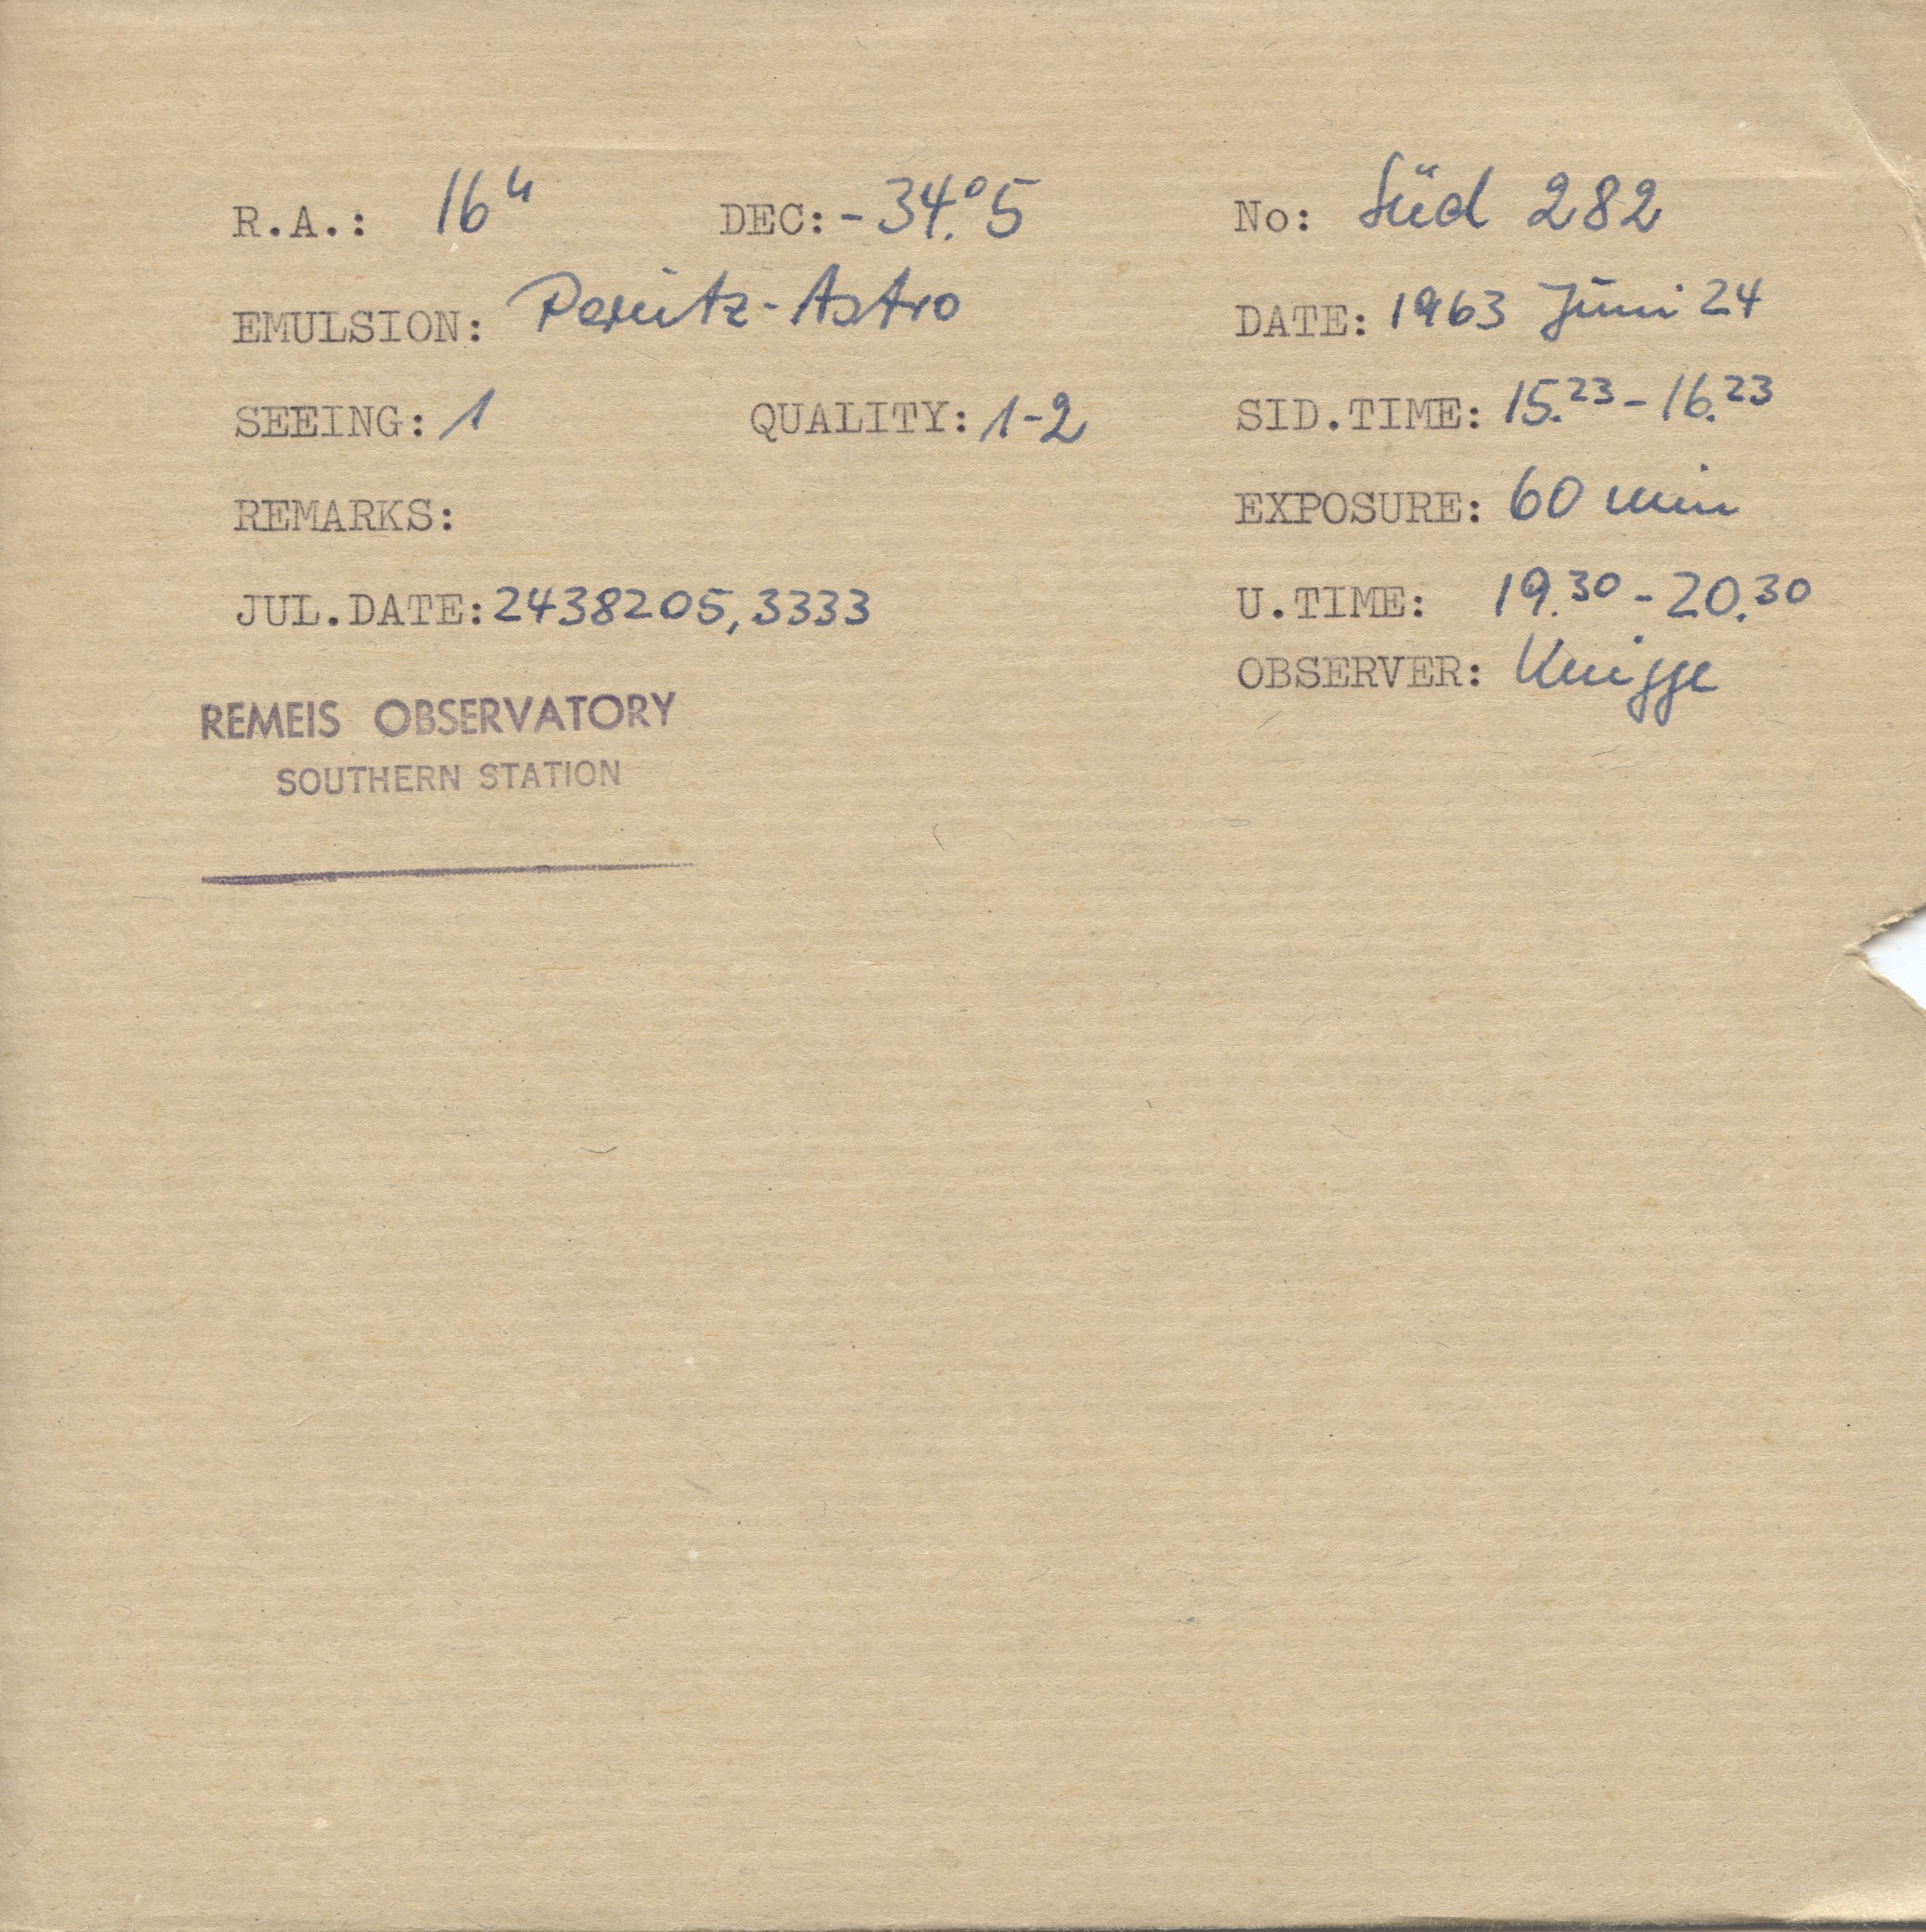 R.A.: 16h DEC: -34.°5 No: Süd 282
EMULSION: Perutz-Astro DATE: 1963 Juni 24
SEEING: 1 QUALITY: 1-2 SID.TIME: 15.23 - 16.23
REMARKS: EXPOSURE: 60 min
JUL.DATE: 2438205,3333 U.TIME: 19.30 - 20.30
OBSERVER: Knigge
REMEIS OBSERVATORY
SOUTHERN STATION